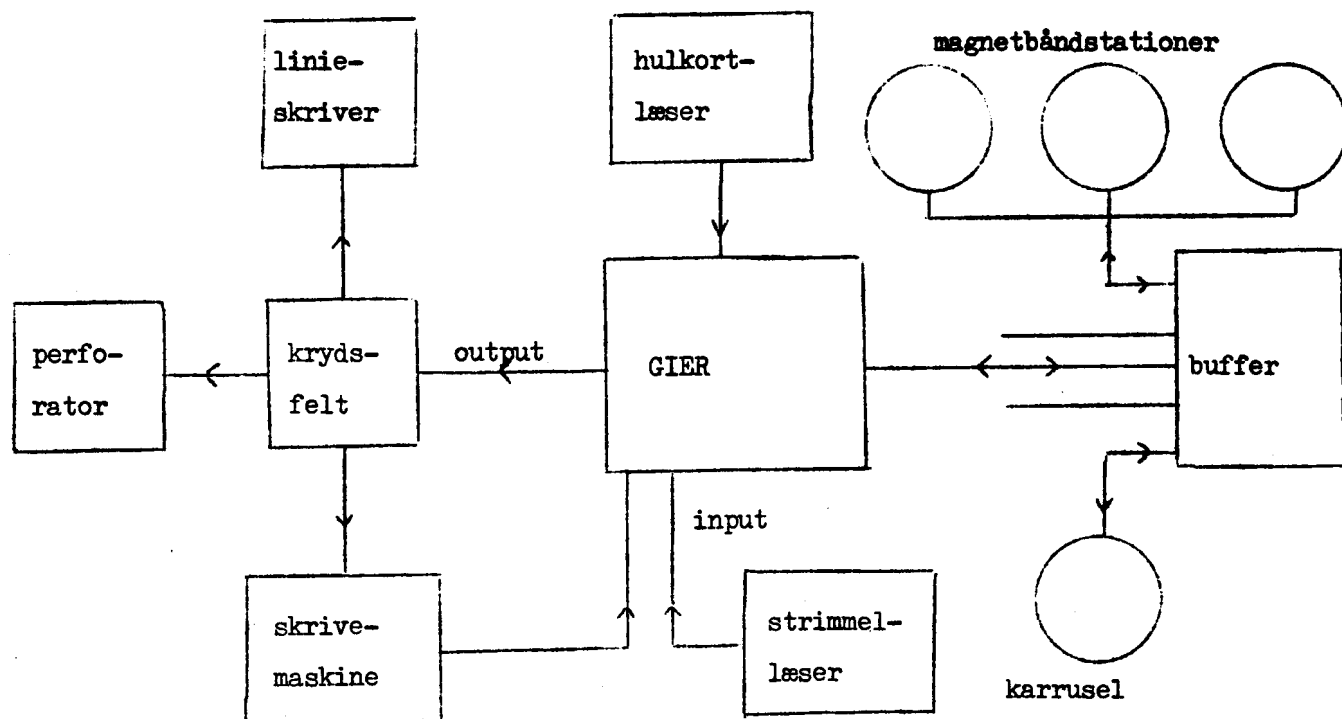 linie-
skriver
hulkort-
læser
magnetbåndstationer
perfo-
rator
kryds-
felt
output
GIER
buffer
input
skrive-
maskine
strimmel-
læser
karrusel